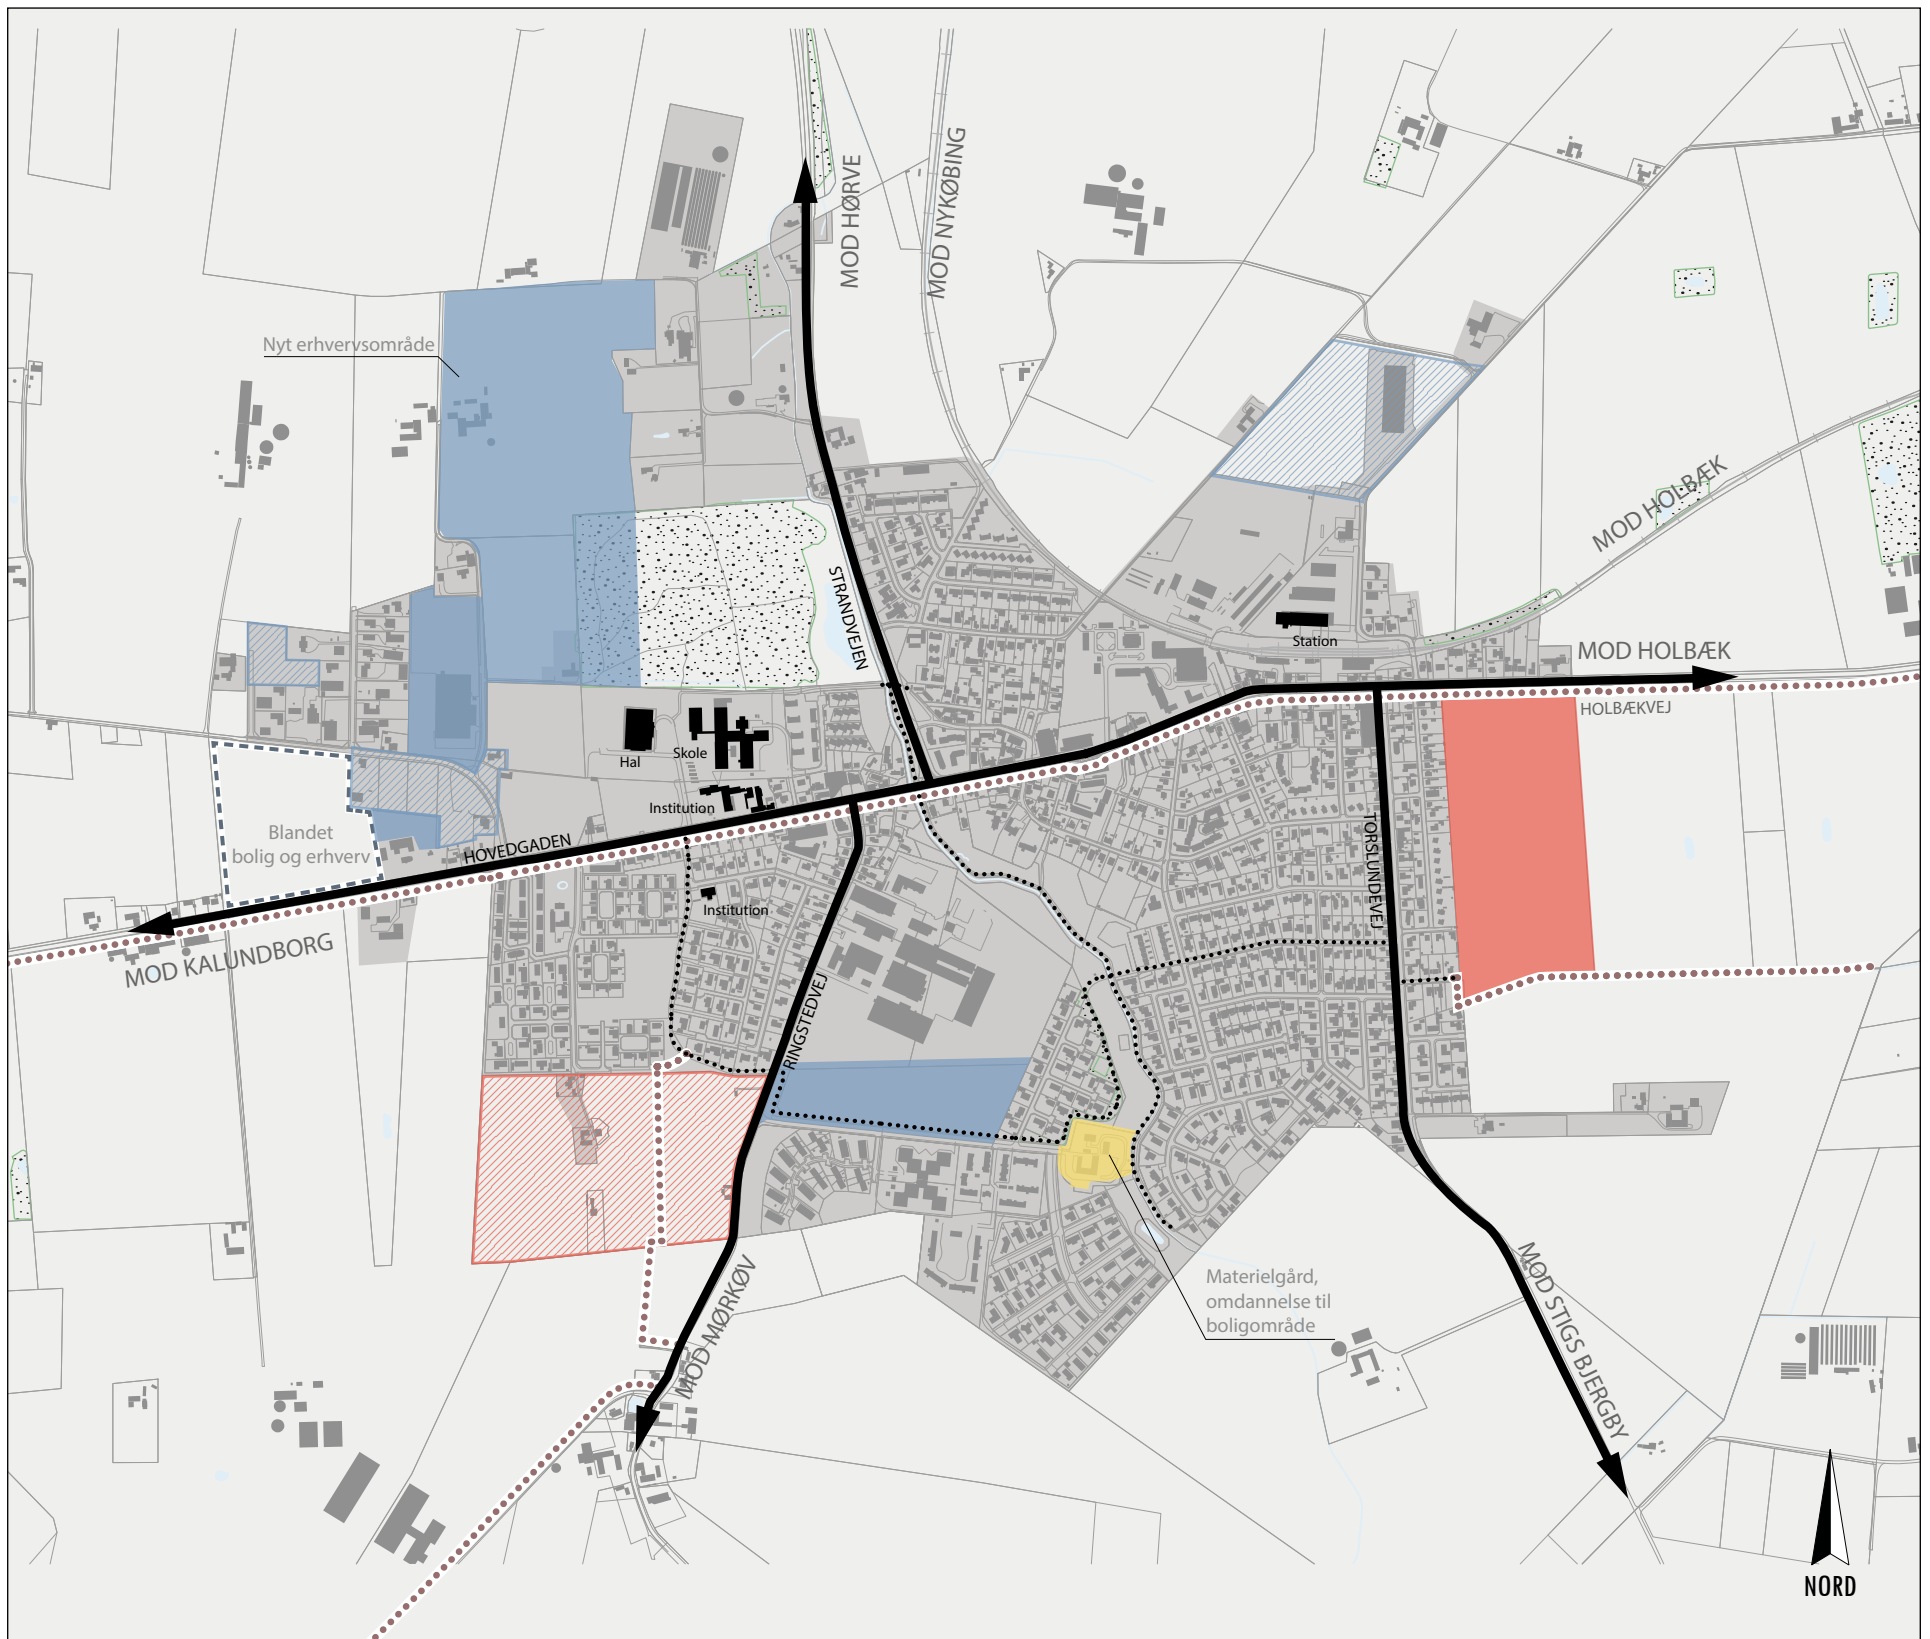 MOD HØRVE
MOD NYKØBING
Nyt erhvervsområde
MOD HOLBÆK
STRANDVEJEN
Station
MOD HOLBÆK
HOLBÆKVEJ
Hal
Skole
Institution
Blandet
bolig og erhverv
HOVEDGADEN
TORSLUNDEVEJ
Institution
MOD KALUNDBORG
RINGSTEDVEJ
Materielgård,
omdannelse til
boligområde
MOD MØRKØV
MOD STIGS BJERGBY
NORD